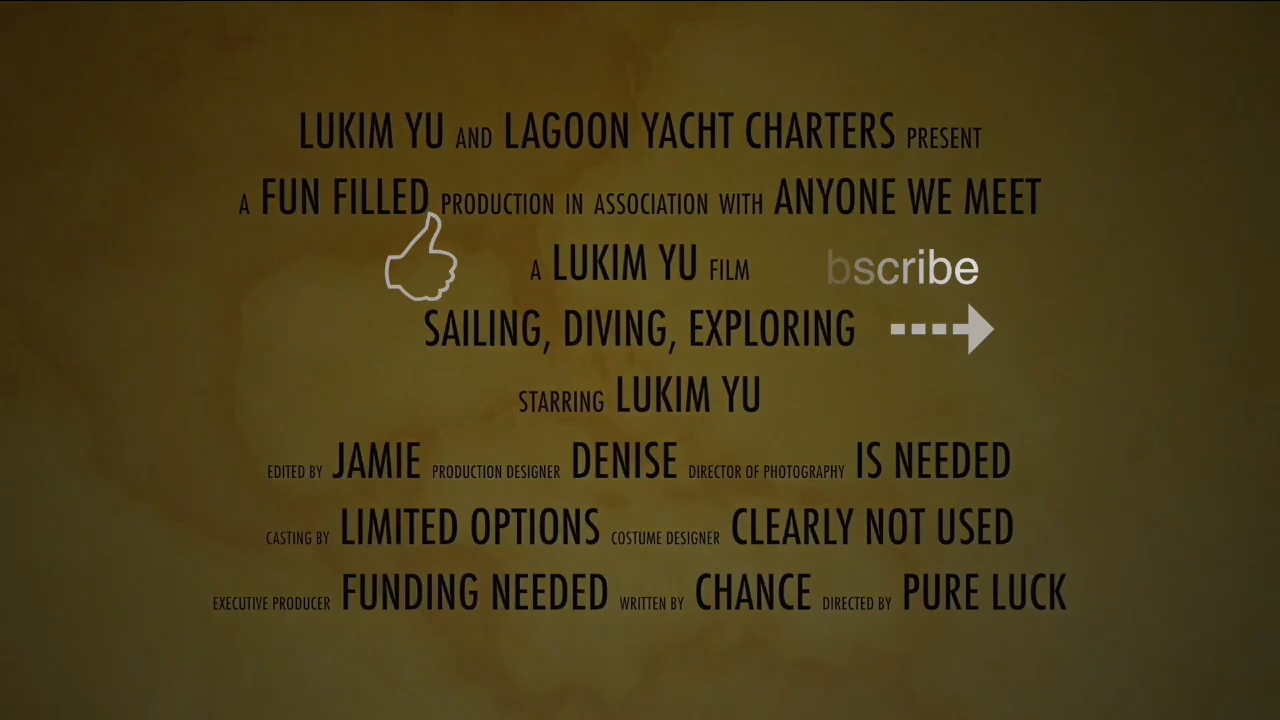 LUKIM YU AND LAGOON YACHT CHARTERS PRESENT
A FUN FILLED PRODUCTION IN ASSOCIATION WITH ANYONE WE MEET
A LUKIM YU FILM
bscribe
SAILING, DIVING, EXPLORING
STARRING LUKIM YU
EDITED BY JAMIE PRODUCTION DESIGNER DENISE DIRECTOR OF PHOTOGRAPHY IS NEEDED
CASTING BY LIMITED OPTIONS COSTUME DESIGNER CLEARLY NOT USED
EXECUTIVE PRODUCER FUNDING NEEDED WRITTEN BY CHANCE DIRECTED BY PURE LUCK